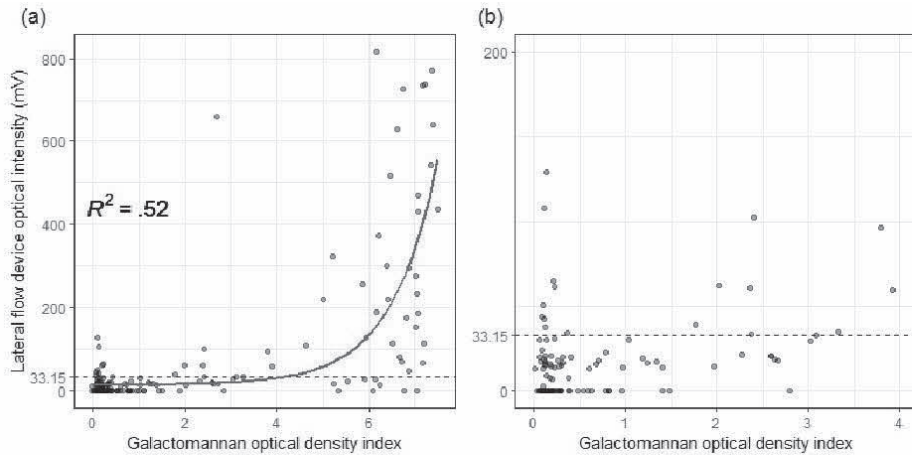 (a)
(b)
Lateral flow device optical intensity (mV)
800
600
400
200
33.15
0
R² = .52
0 2 4 6
Galactomannan optical density index
200
33.15
0
0 1 2 3 4
Galactomannan optical density index